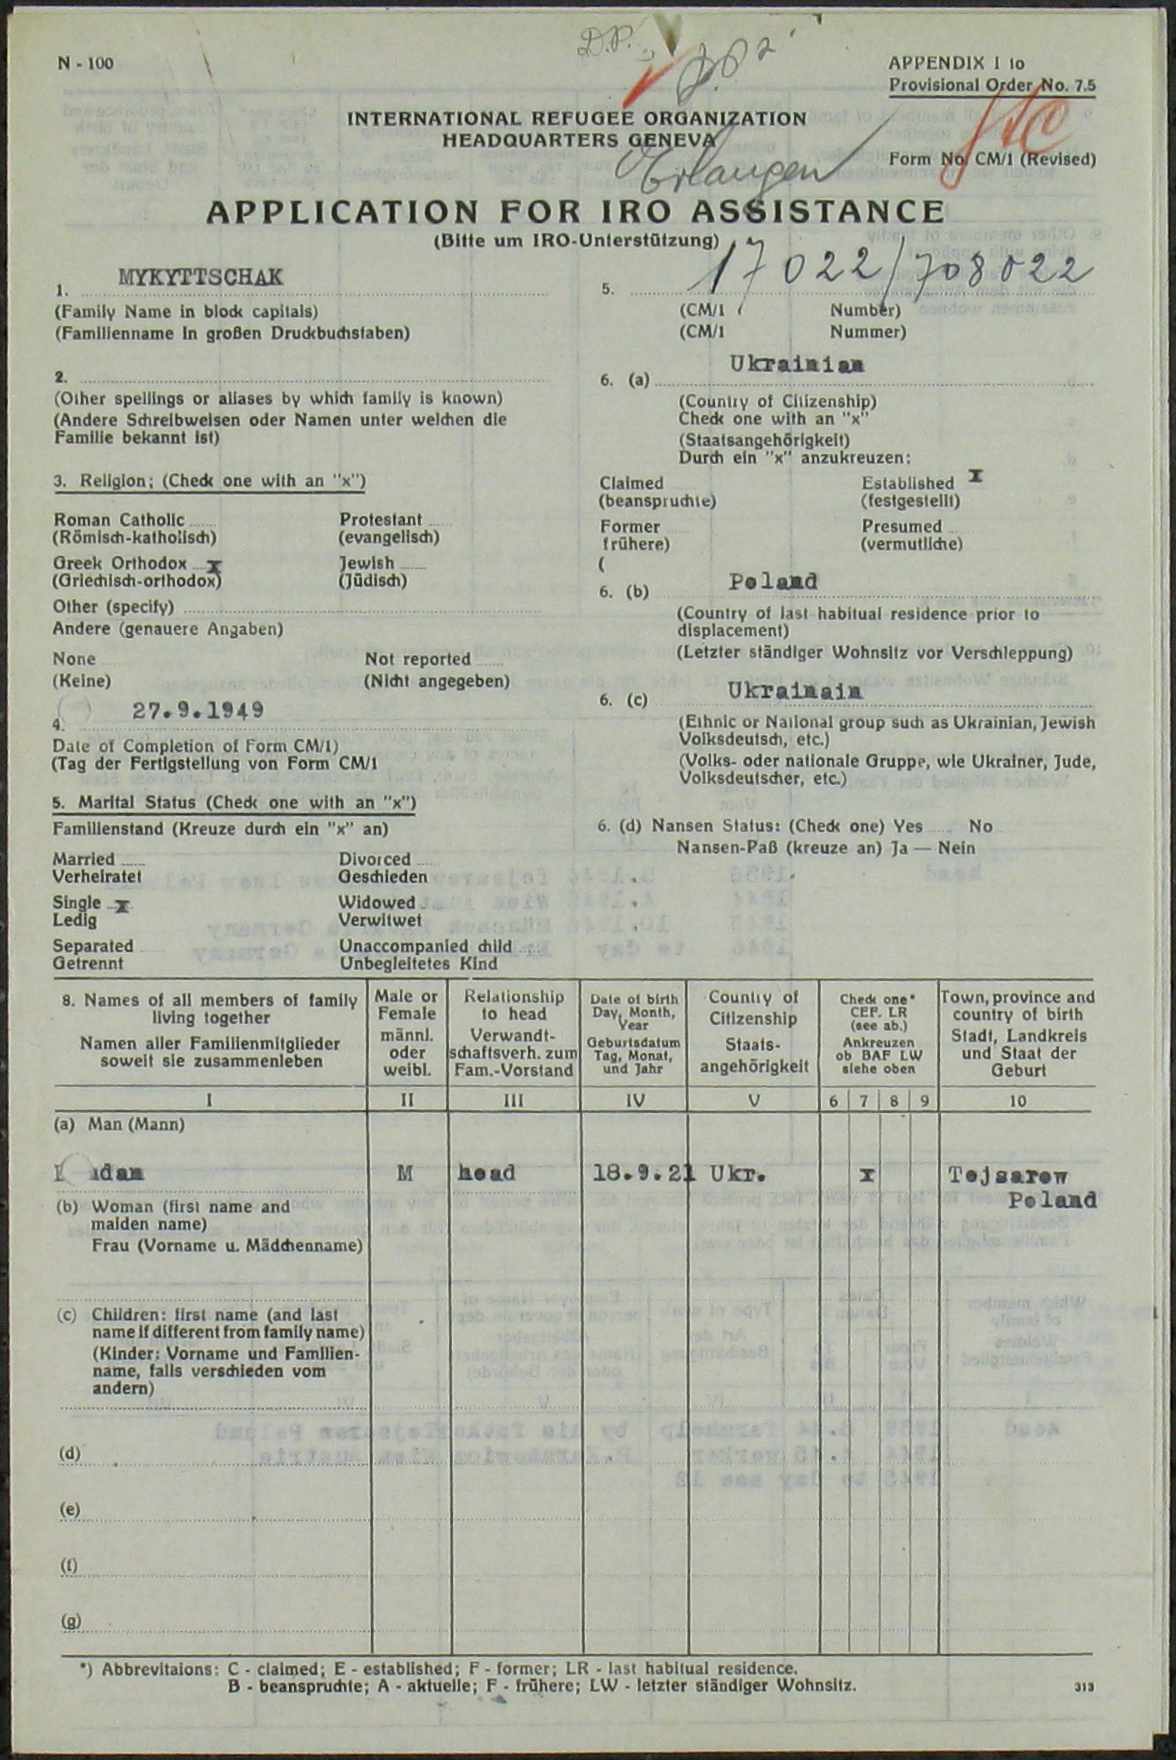 D.P.
N - 100
APPENDIX I to
Provisional Order No. 7.5
INTERNATIONAL REFUGEE ORGANIZATION
HEADQUARTERS GENEVA
Form No. CM/1 (Revised)
Erlangen
APPLICATION FOR IRO ASSISTANCE
(Bitte um IRO-Unterstützung)
1. MYKYTTSCHAK
(Family Name in block capitals)
(Familienname in großen Druckbuchstaben)
5. 17022/708022
(CM/1 Number)
(CM/1 Nummer)
2.
(Other spellings or aliases by which family is known)
(Andere Schreibweisen oder Namen unter welchen die
Familie bekannt ist)
6. (a) Ukrainian
(Country of Citizenship)
Check one with an "x"
(Staatsangehörigkeit)
Durch ein "x" anzukreuzen:
3. Religion; (Check one with an "x")
Claimed Established x
(beanspruchte) (festgestellt)
Roman Catholic Protestant
(Römisch-katholisch) (evangelisch)
Former Presumed
frühere) (vermutliche)
(
Greek Orthodox x Jewish
(Griechisch-orthodox) (Jüdisch)
Other (specify)
Andere (genauere Angaben)
6. (b) Poland
(Country of last habitual residence prior to
displacement)
(Letzter ständiger Wohnsitz vor Verschleppung)
None Not reported
(Keine) (Nicht angegeben)
4. 27.9.1949
Date of Completion of Form CM/1)
(Tag der Fertigstellung von Form CM/1
6. (c) Ukrainain
(Ethnic or National group such as Ukrainian, Jewish
Volksdeutsch, etc.)
(Volks- oder nationale Gruppe, wie Ukrainer, Jude,
Volksdeutscher, etc.)
5. Marital Status (Check one with an "x")
Familienstand (Kreuze durch ein "x" an)
6. (d) Nansen Status: (Check one) Yes No
Nansen-Paß (kreuze an) Ja — Nein
Married Divorced
Verheiratet Geschieden
Single x Widowed
Ledig Verwitwet
Separated Unaccompanied child
Getrennt Unbegleitetes Kind
8. Names of all members of family
living together
Namen aller Familienmitglieder
soweit sie zusammenleben
Male or
Female
männl.
oder
weibl.
Relationship
to head
Verwandt-
schaftsverh. zum
Fam.-Vorstand
Date of birth
Day, Month,
Year
Geburtsdatum
Tag, Monat,
und Jahr
Country of
Citizenship
Staats-
angehörigkeit
Check one*
CEF. LR
(see ab.)
Ankreuzen
ob BAF LW
siehe oben
Town, province and
country of birth
Stadt, Landkreis
und Staat der
Geburt
I II III IV V 6 7 8 9 10
(a) Man (Mann)
dam M head 18.9.21 Ukr. x Tejsarow
Poland
(b) Woman (first name and
maiden name)
Frau (Vorname u. Mädchenname)
(c) Children: first name (and last
name if different from family name)
(Kinder: Vorname und Familien-
name, falls verschieden vom
andern)
(d)
(e)
(f)
(g)
*) Abbrevitaions: C - claimed; E - established; F - former; LR - last habitual residence.
B - beanspruchte; A - aktuelle; F - frühere; LW - letzter ständiger Wohnsitz.
313